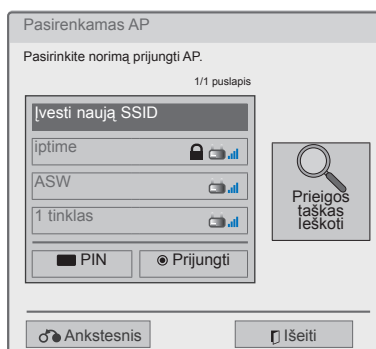 Pasirenkamas AP
Pasirinkite norimą prijungti AP.
1/1 puslapis
Įvesti naują SSID
iptime
ASW
1 tinklas
PIN
Prijungti
Prieigos
taškas
Ieškoti
Ankstesnis
Išeiti